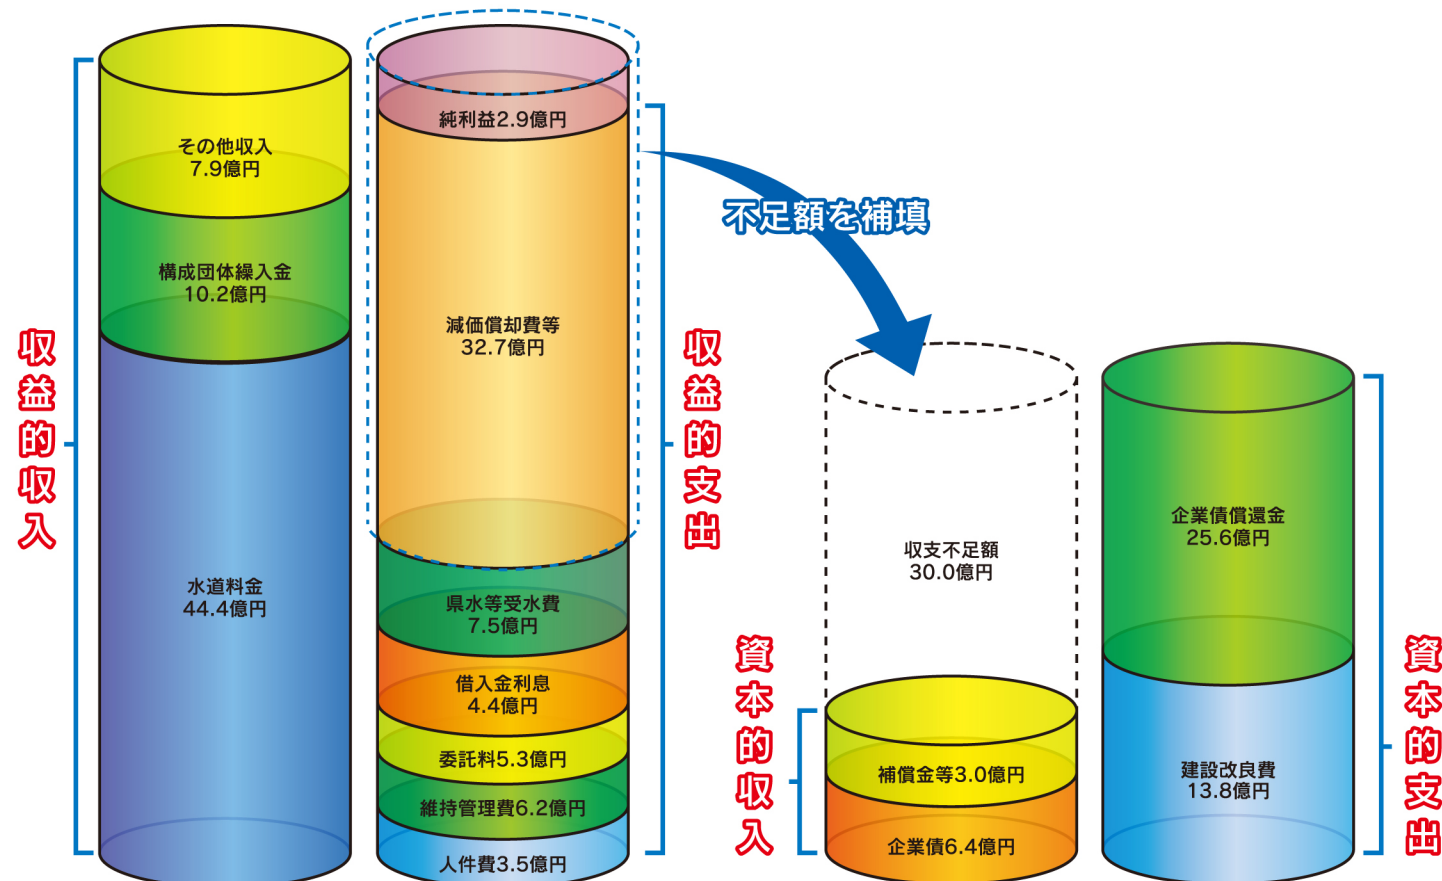 収益的収入
その他収入
7.9億円
構成団体繰入金
10.2億円
水道料金
44.4億円
純利益2.9億円
減価償却費等
32.7億円
県水等受水費
7.5億円
借入金利息
4.4億円
委託料5.3億円
維持管理費6.2億円
人件費3.5億円
収益的支出
不足額を補填
資本的収入
収支不足額
30.0億円
補償金等3.0億円
企業債6.4億円
企業債償還金
25.6億円
建設改良費
13.8億円
資本的支出